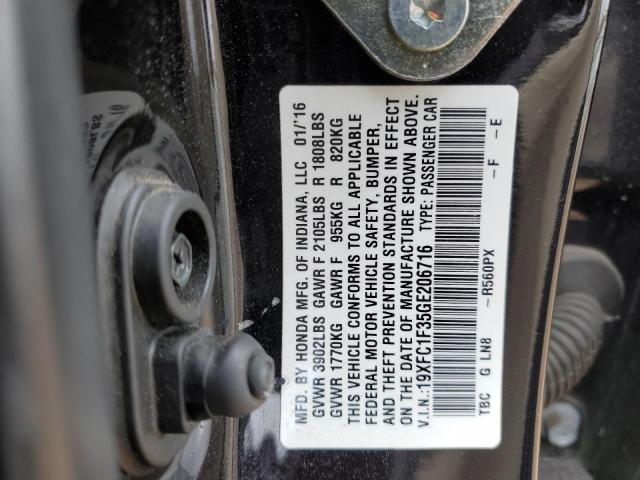 MFD. BY HONDA MFG. OF INDIANA, LLC 01/'16
GVWR 3902LBS GAWR F 2105LBS R 1808LBS
GVWR 1770KG GAWR F 955KG R 820KG
THIS VEHICLE CONFORMS TO ALL APPLICABLE
FEDERAL MOTOR VEHICLE SAFETY, BUMPER,
AND THEFT PREVENTION STANDARDS IN EFFECT
ON THE DATE OF MANUFACTURE SHOWN ABOVE.
V.I.N.:19XFC1F35GE206716 TYPE: PASSENGER CAR
TBC G LN8 -R560PX -F -E